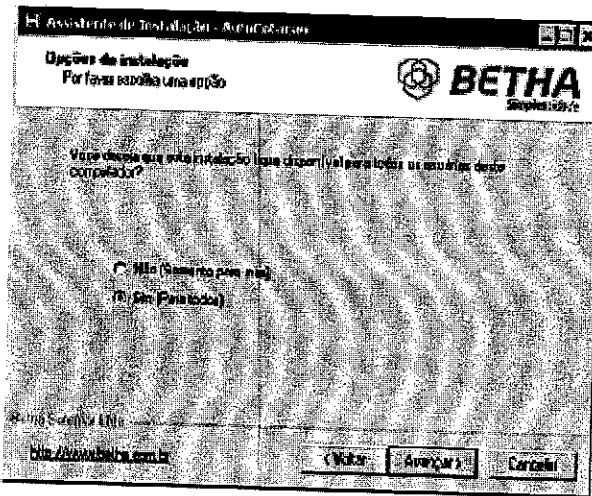 Assistente de Instalação - AutoCobrança
Opções de instalação
Por favor escolha uma opção
BETHA
Você deseja que esta instalação fique disponível para todos os usuários deste
computador?
Não (Somente para mim)
Sim (Para todos)
Betha Sistemas Ltda
http://www.betha.com.br
< Voltar
Avançar >
Cancelar